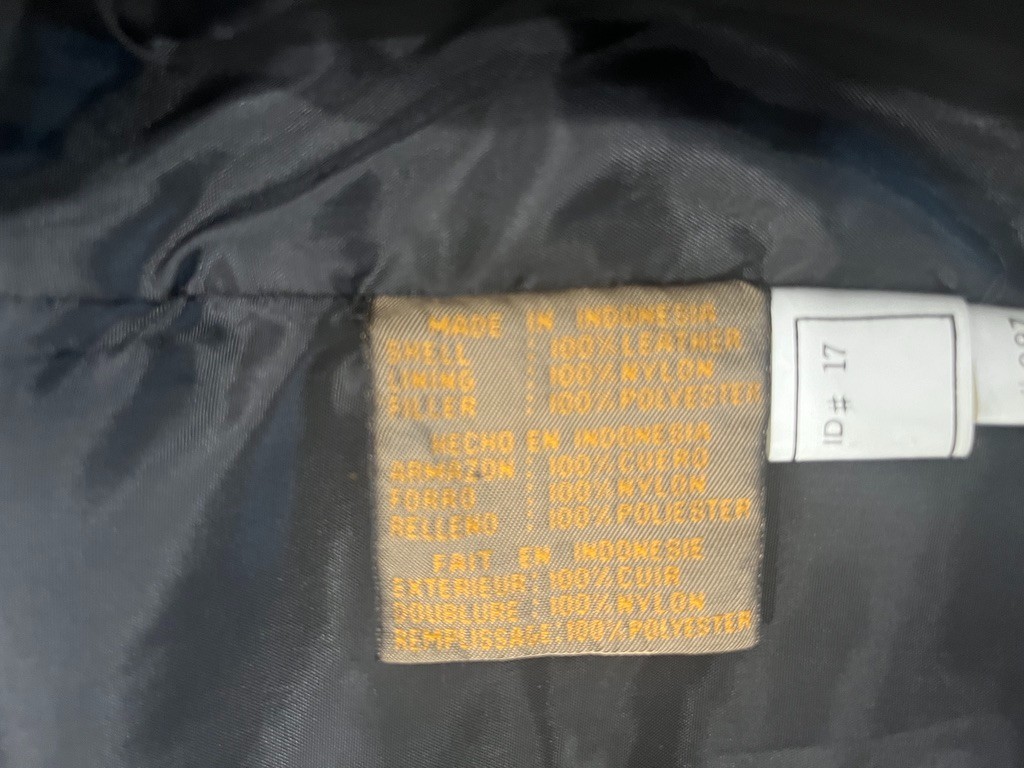 MADE IN INDONESIA
SHELL : 100% LEATHER
LINING : 100% NYLON
FILLER : 100% POLYESTER
HECHO EN INDONESIA
ARMAZON : 100% CUERO
FORRO : 100% NYLON
RELLENO : 100% POLIESTER
FAIT EN INDONESIE
EXTERIEUR: 100% CUIR
DOUBLURE : 100% NYLON
REMPLISSAGE: 100% POLYESTER
ID# 17